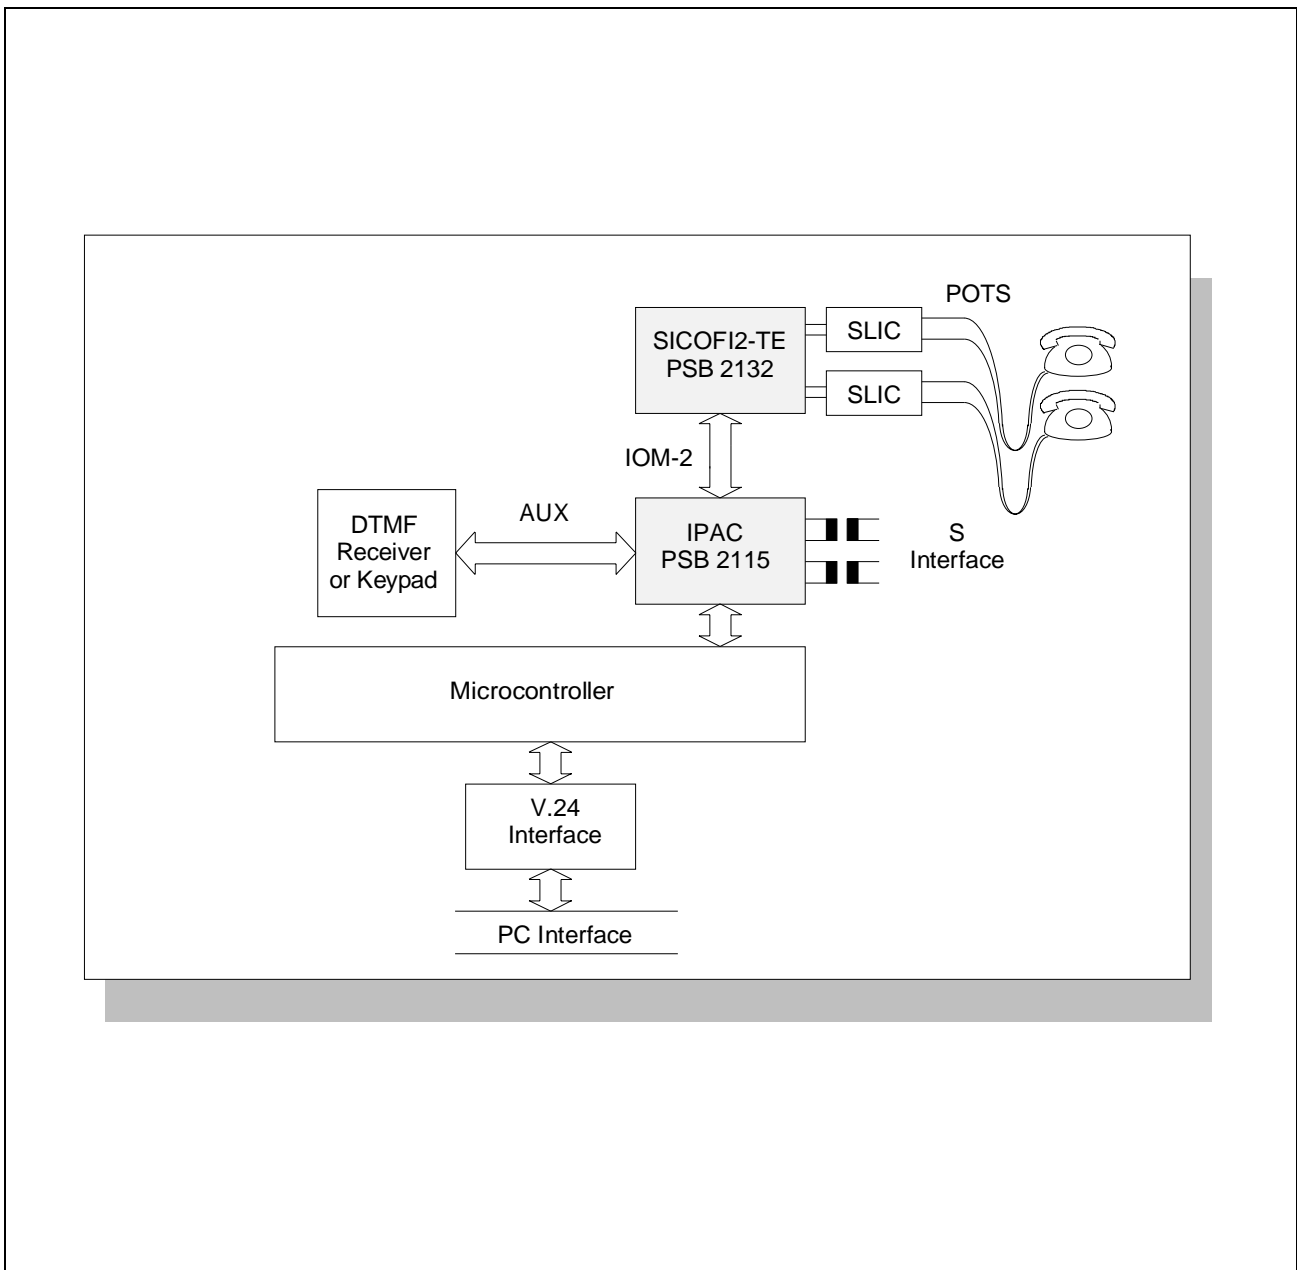 POTS
SICOFI2-TE
PSB 2132
SLIC
SLIC
IOM-2
DTMF
Receiver
or Keypad
AUX
IPAC
PSB 2115
S
Interface
Microcontroller
V.24
Interface
PC Interface